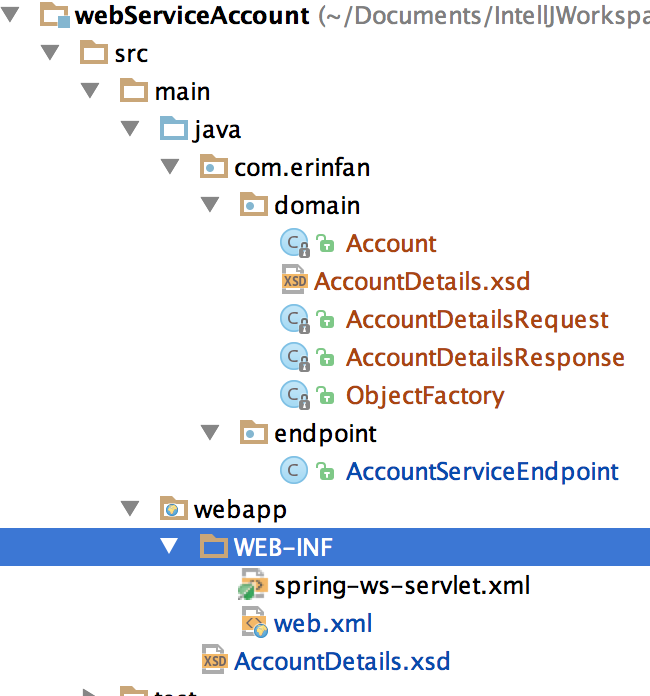 webServiceAccount (~/Documents/IntellJWorkspa
src
main
java
com.erinfan
domain
Account
XSD AccountDetails.xsd
AccountDetailsRequest
AccountDetailsResponse
ObjectFactory
endpoint
AccountServiceEndpoint
webapp
WEB-INF
spring-ws-servlet.xml
web.xml
XSD AccountDetails.xsd